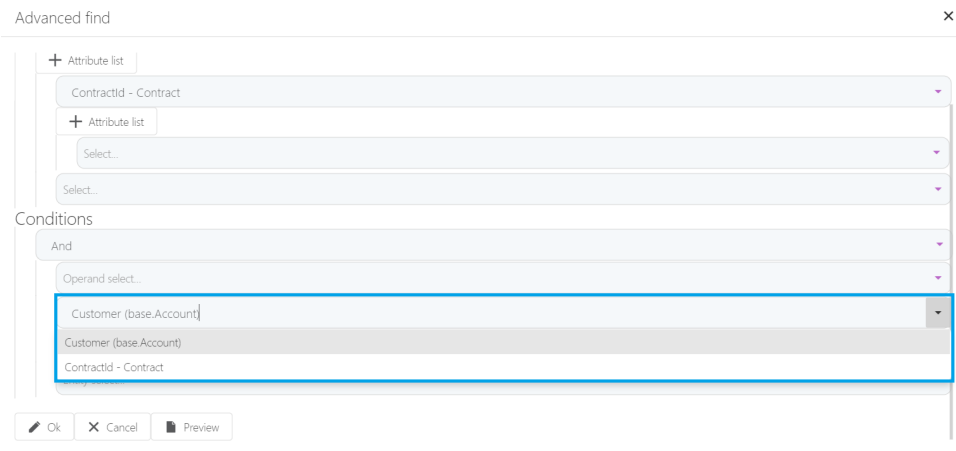 Advanced find
Attribute list
ContractId - Contract
Attribute list
Select...
Select...
Conditions
And
Operand select...
Customer (base.Account)
Customer (base.Account)
ContractId - Contract
Ok Cancel Preview